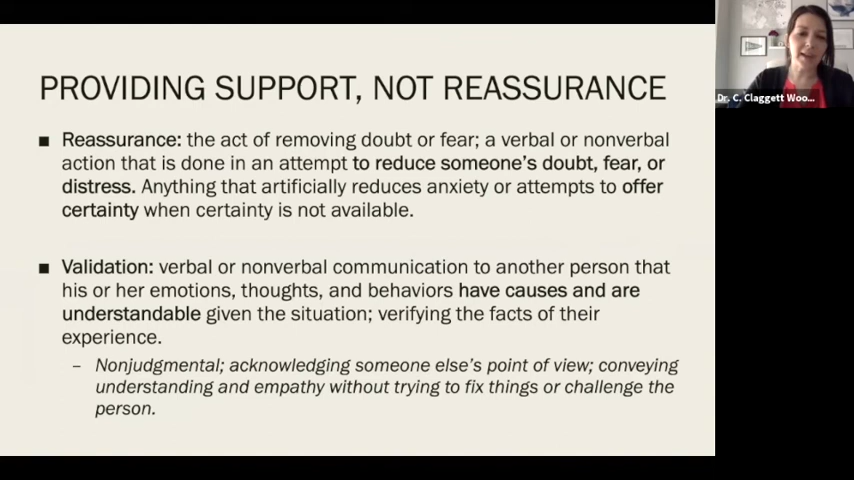 PROVIDING SUPPORT, NOT REASSURANCE
■ Reassurance: the act of removing doubt or fear; a verbal or nonverbal
action that is done in an attempt to reduce someone's doubt, fear, or
distress. Anything that artificially reduces anxiety or attempts to offer
certainty when certainty is not available.
■ Validation: verbal or nonverbal communication to another person that
his or her emotions, thoughts, and behaviors have causes and are
understandable given the situation; verifying the facts of their
experience.
– Nonjudgmental; acknowledging someone else's point of view; conveying
understanding and empathy without trying to fix things or challenge the
person.
Dr. C. Claggett Woo...